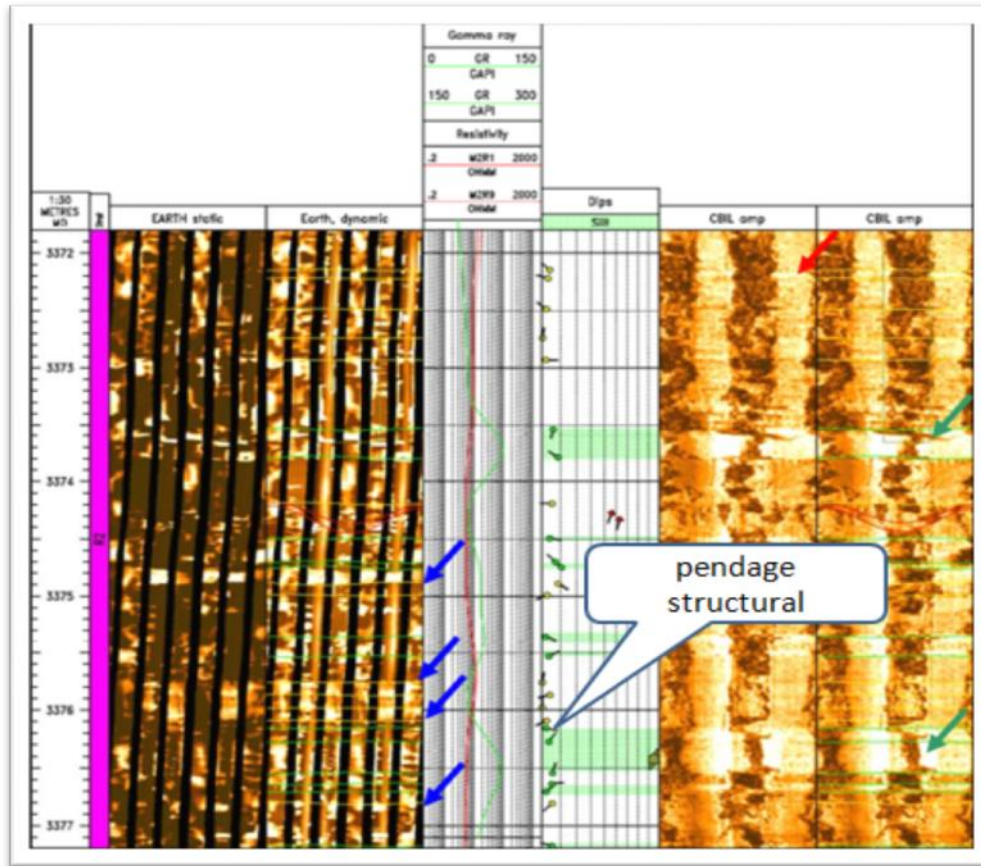 Gamma ray
0 GR 150
GAPI
150 GR 300
GAPI
Resistivity
.2 M2R1 2000
OHMM
.2 M2R9 2000
OHMM
1:30
METRES
MD
EARTH static
Earth, dynamic
Dips
CBIL amp
CBIL amp
3372
3373
3374
3375
3376
3377
pendage
structural